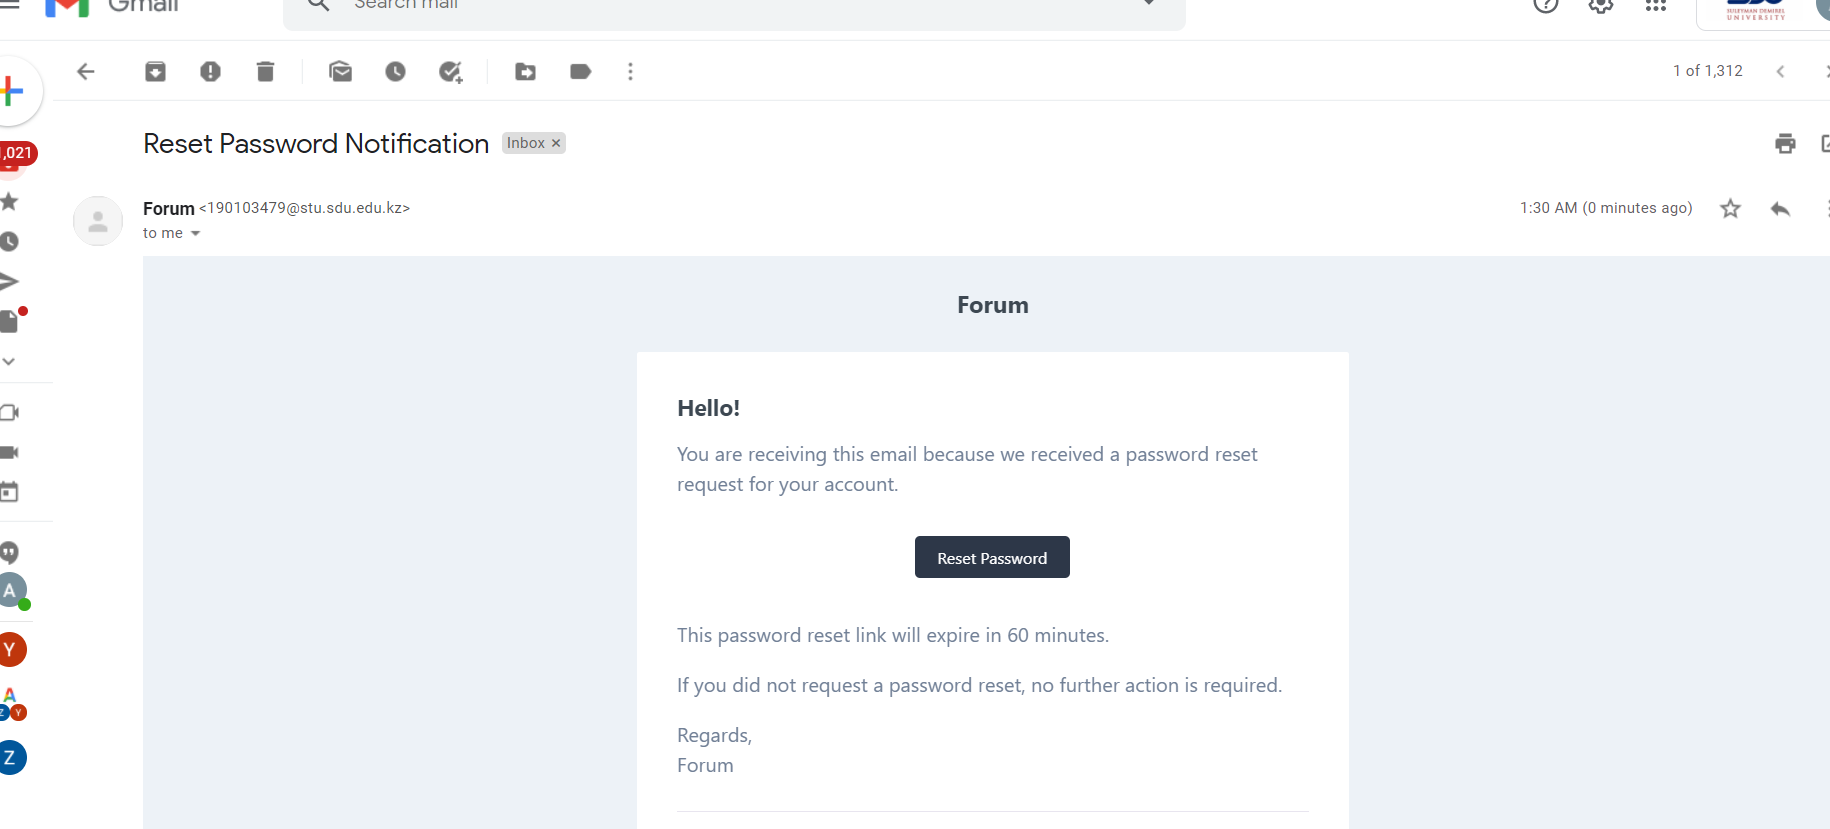 Gmail
Search mail
SULEYMAN DEMIREL
UNIVERSITY
1 of 1,312
Reset Password Notification
Inbox ×
,021
Forum <190103479@stu.sdu.edu.kz>
1:30 AM (0 minutes ago)
to me
Forum
Hello!
You are receiving this email because we received a password reset
request for your account.
Reset Password
This password reset link will expire in 60 minutes.
If you did not request a password reset, no further action is required.
Regards,
Forum
A
Y
A
Z Y
Z